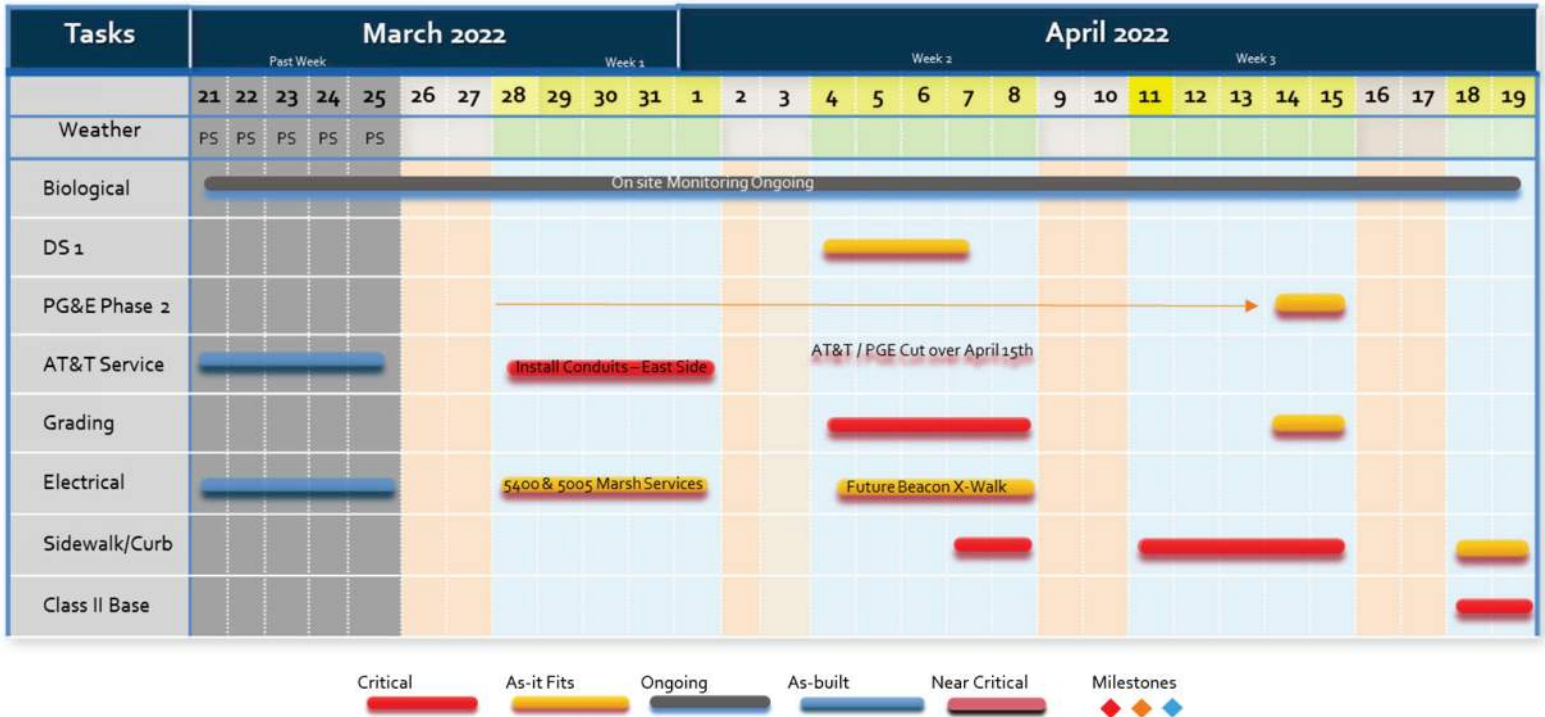 Tasks March 2022 April 2022
Past Week Week 1 Week 2 Week 3
21 22 23 24 25 26 27 28 29 30 31 1 2 3 4 5 6 7 8 9 10 11 12 13 14 15 16 17 18 19
Weather PS PS PS PS PS
Biological On site Monitoring Ongoing
DS 1
PG&E Phase 2
AT&T Service Install Conduits – East Side AT&T / PGE Cut over April 15th
Grading
Electrical 5400 & 5005 Marsh Services Future Beacon X-Walk
Sidewalk/Curb
Class II Base
Critical As-it Fits Ongoing As-built Near Critical Milestones